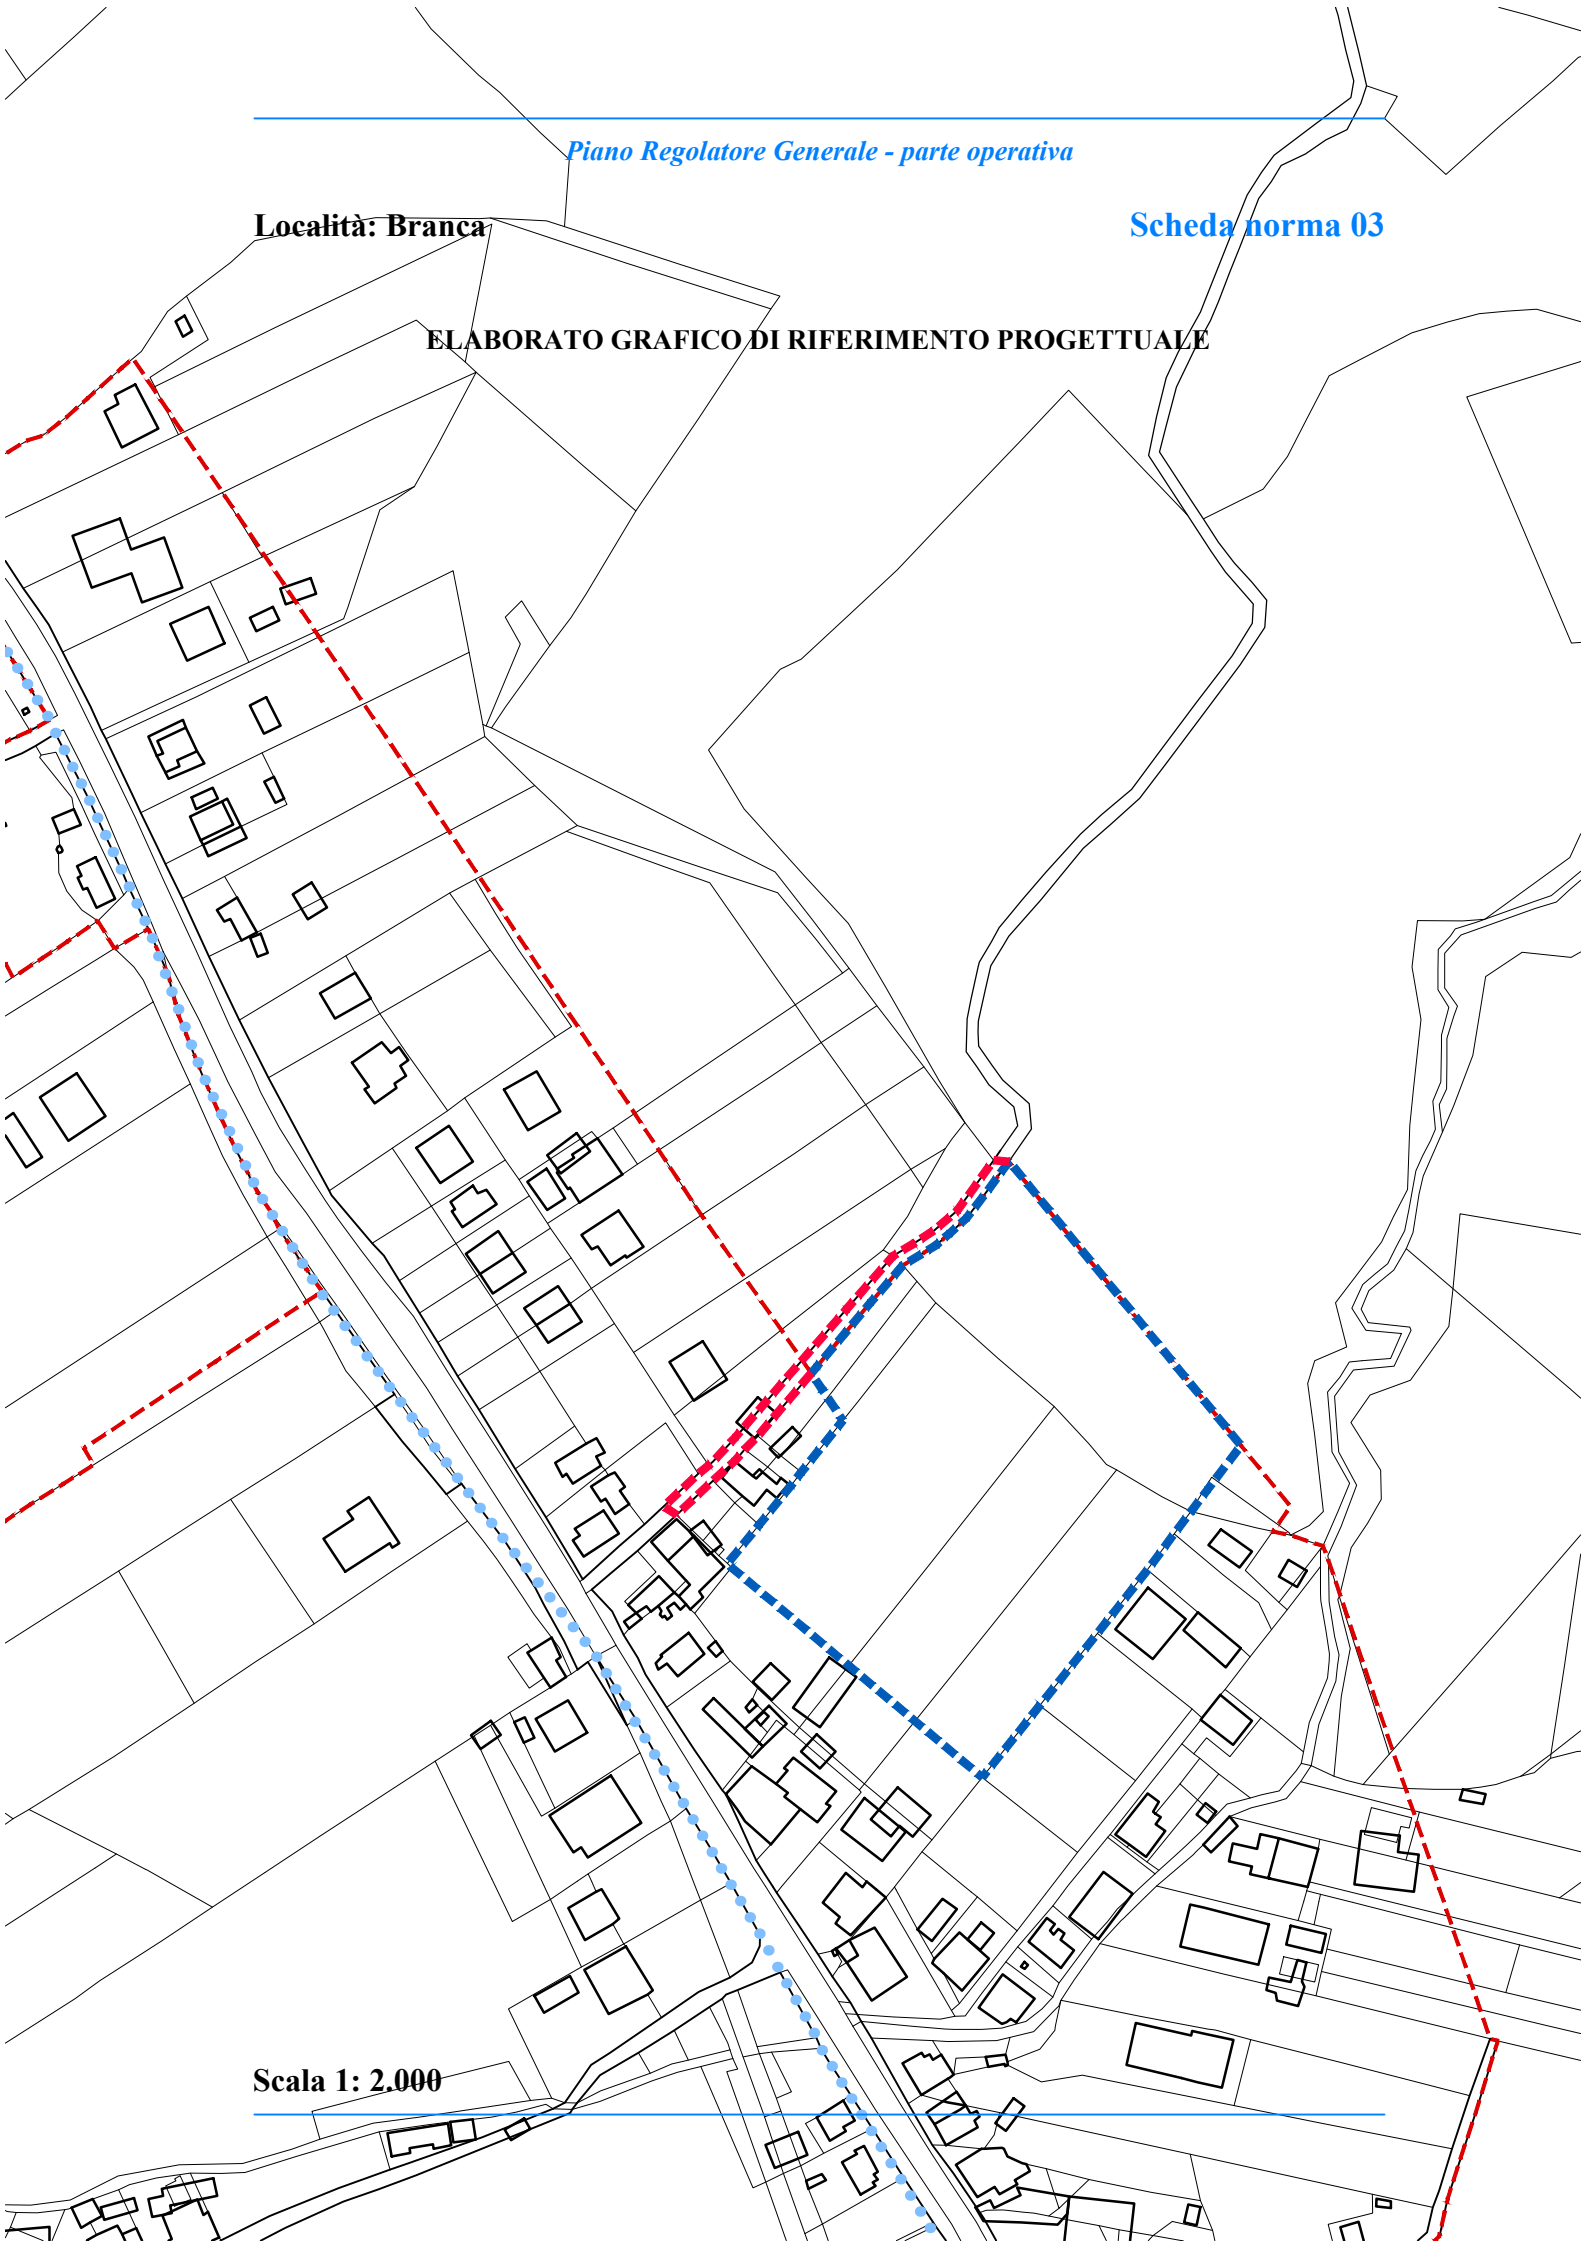 Piano Regolatore Generale - parte operativa
Località: Branca
Scheda norma 03
ELABORATO GRAFICO DI RIFERIMENTO PROGETTUALE
Scala 1: 2.000